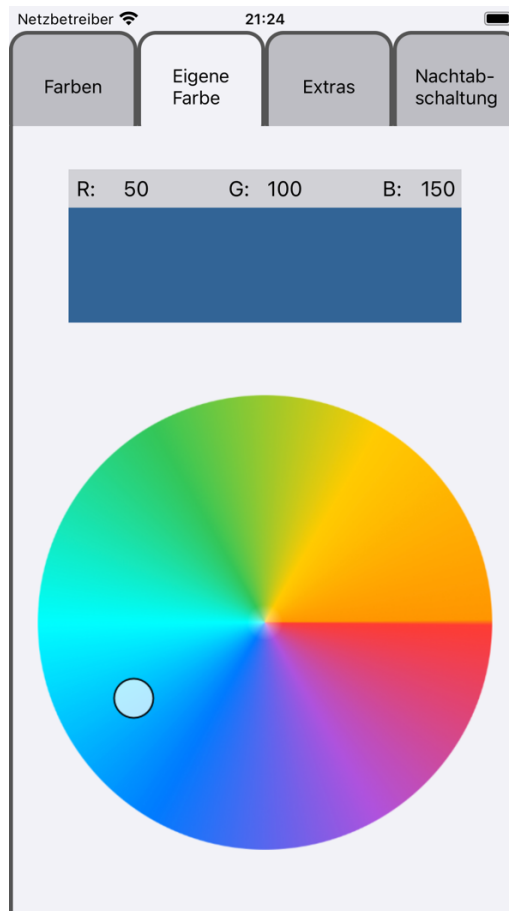 Netzbetreiber 21:24
Farben
Eigene
Farbe
Extras
Nachtab-
schaltung
R: 50 G: 100 B: 150